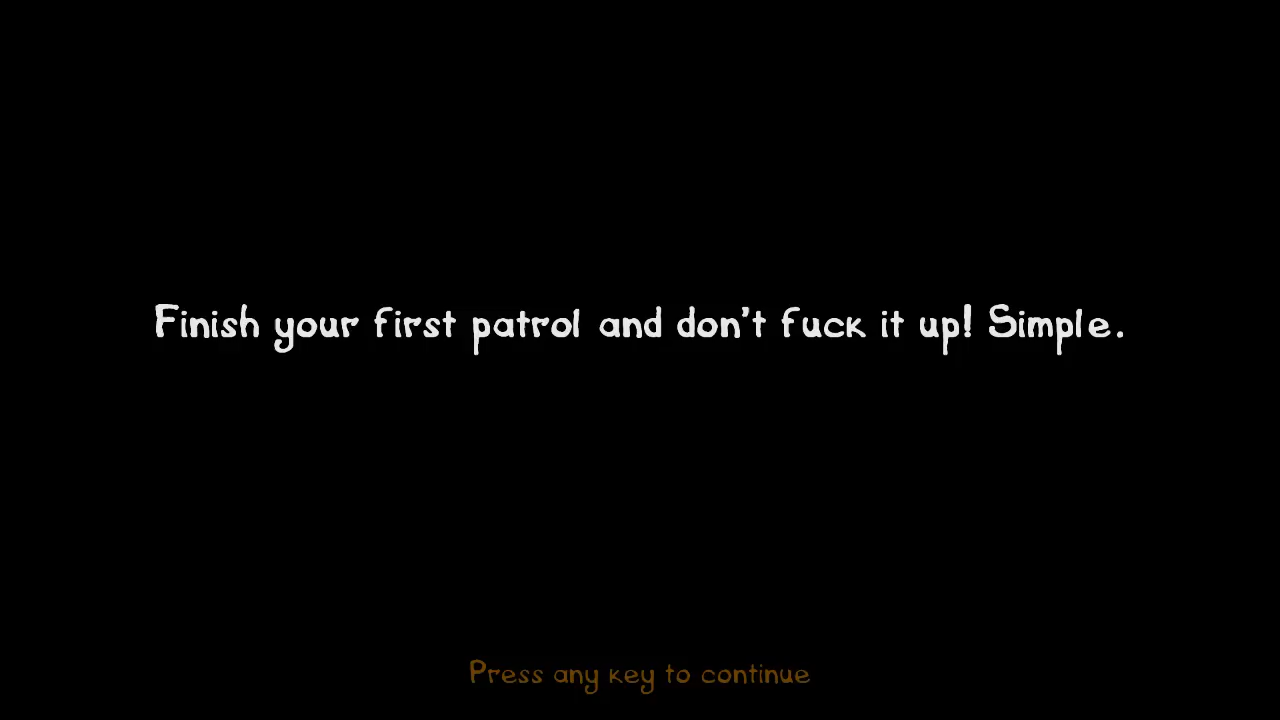 Finish your first patrol and don't fuck it up! Simple.
Press any key to continue